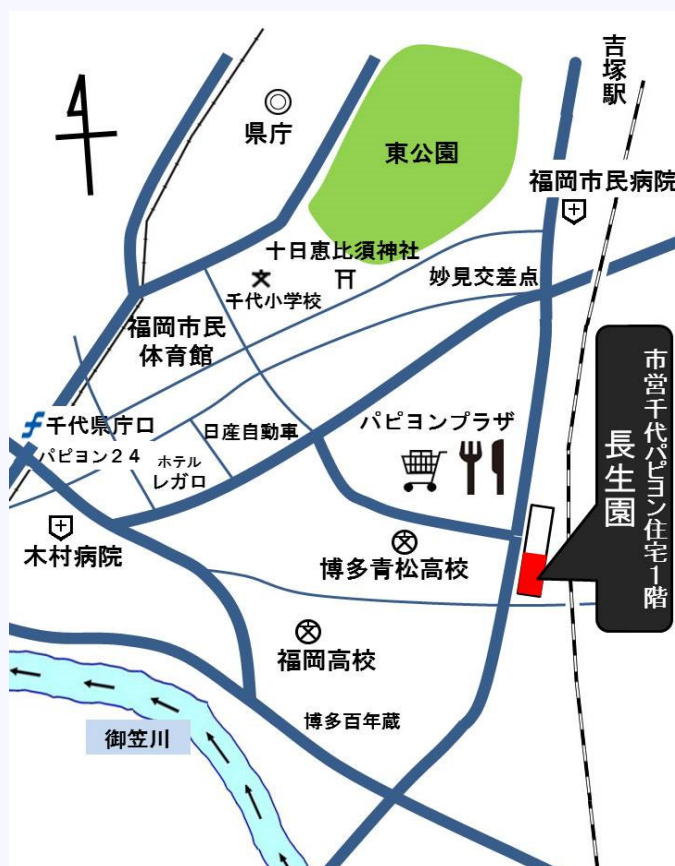 吉塚駅
県庁
東公園
福岡市民病院
十日恵比須神社
千代小学校
妙見交差点
福岡市民
体育館
市営千代パピヨン住宅1階
長生園
千代県庁口
パピヨン24
日産自動車
パピヨンプラザ
ホテル
レガロ
木村病院
博多青松高校
福岡高校
博多百年蔵
御笠川